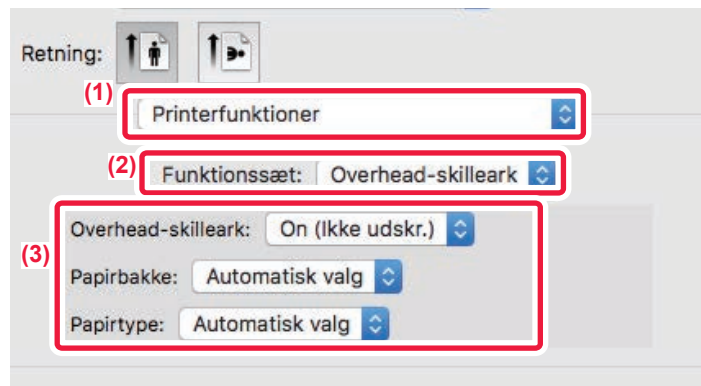 Retning:
(1)
Printerfunktioner
(2)
Funktionssæt: Overhead-skilleark
(3)
Overhead-skilleark: On (Ikke udskr.)
Papirbakke: Automatisk valg
Papirtype: Automatisk valg